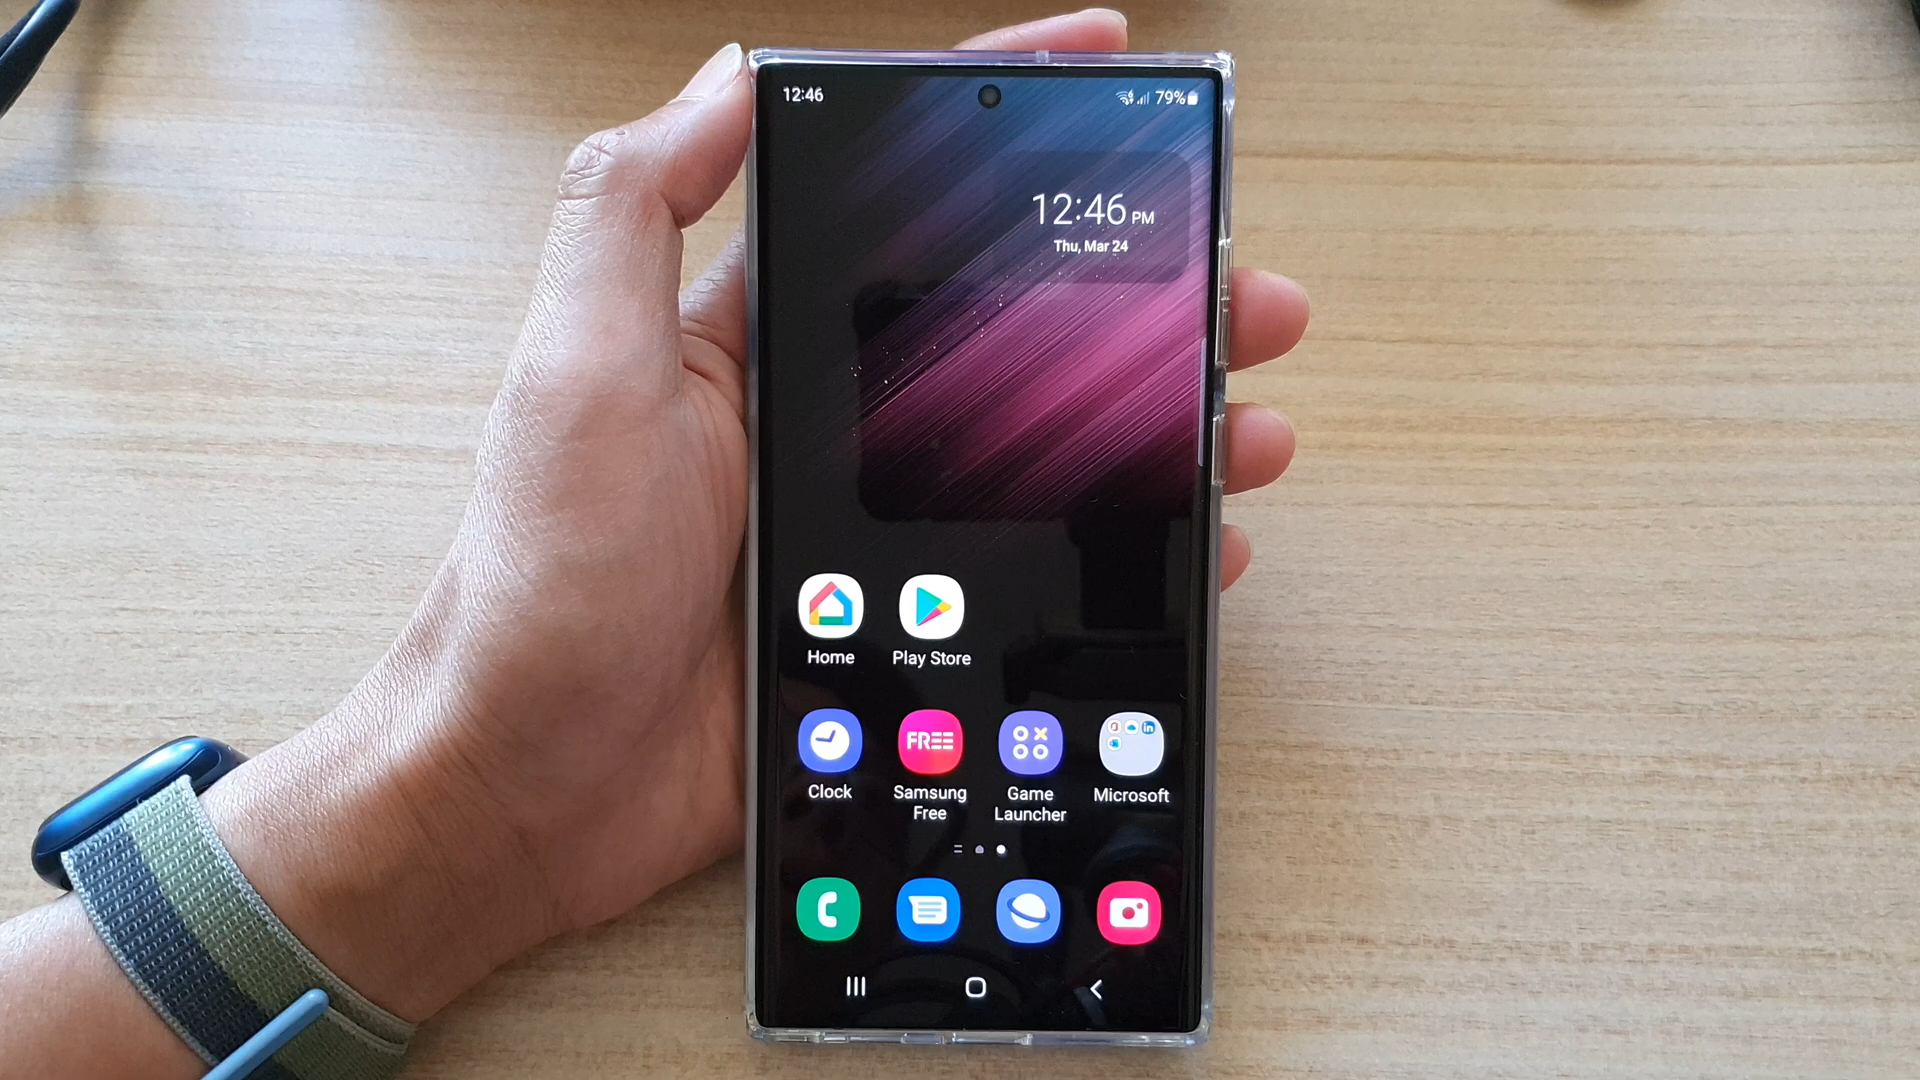 12:46
79%
12:46 PM
Thu, Mar 24
Home
Play Store
FREE
in
Clock
Samsung
Free
Game
Launcher
Microsoft